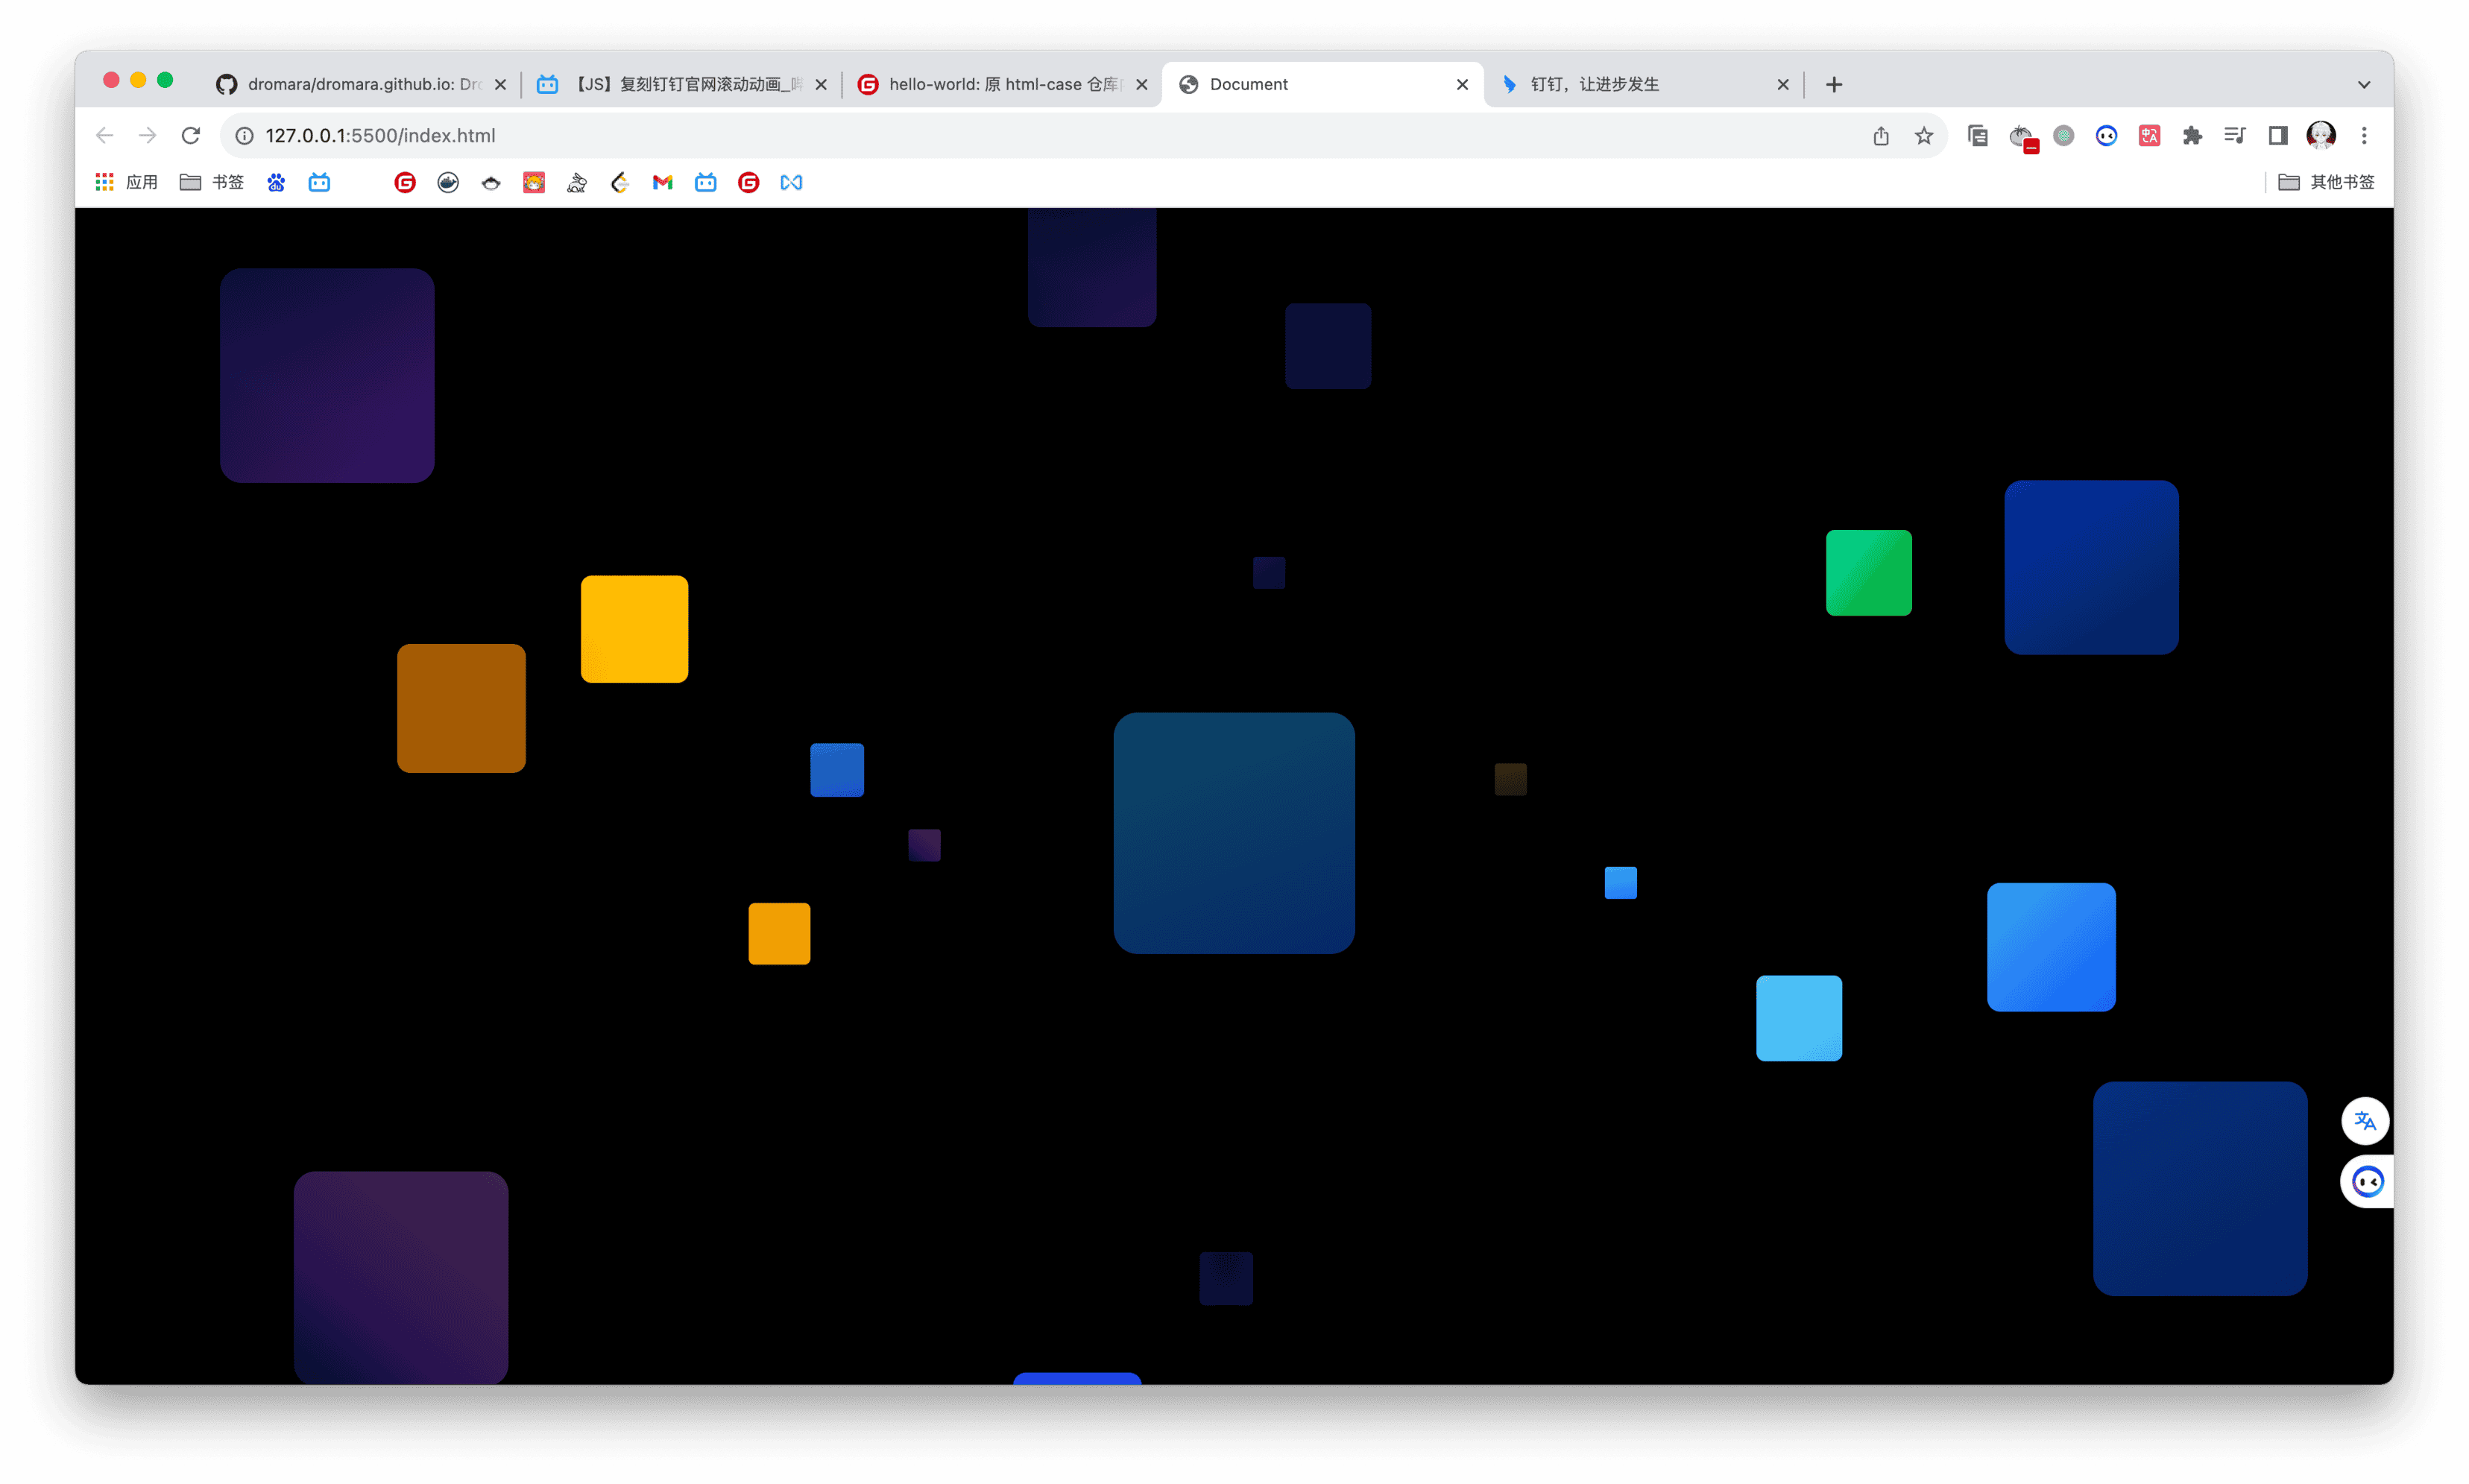 dromara/dromara.github.io: Dro
【JS】复刻钉钉官网滚动动画_哔
hello-world: 原 html-case 仓库
Document
钉钉，让进步发生
127.0.0.1:5500/index.html
应用
书签
其他书签